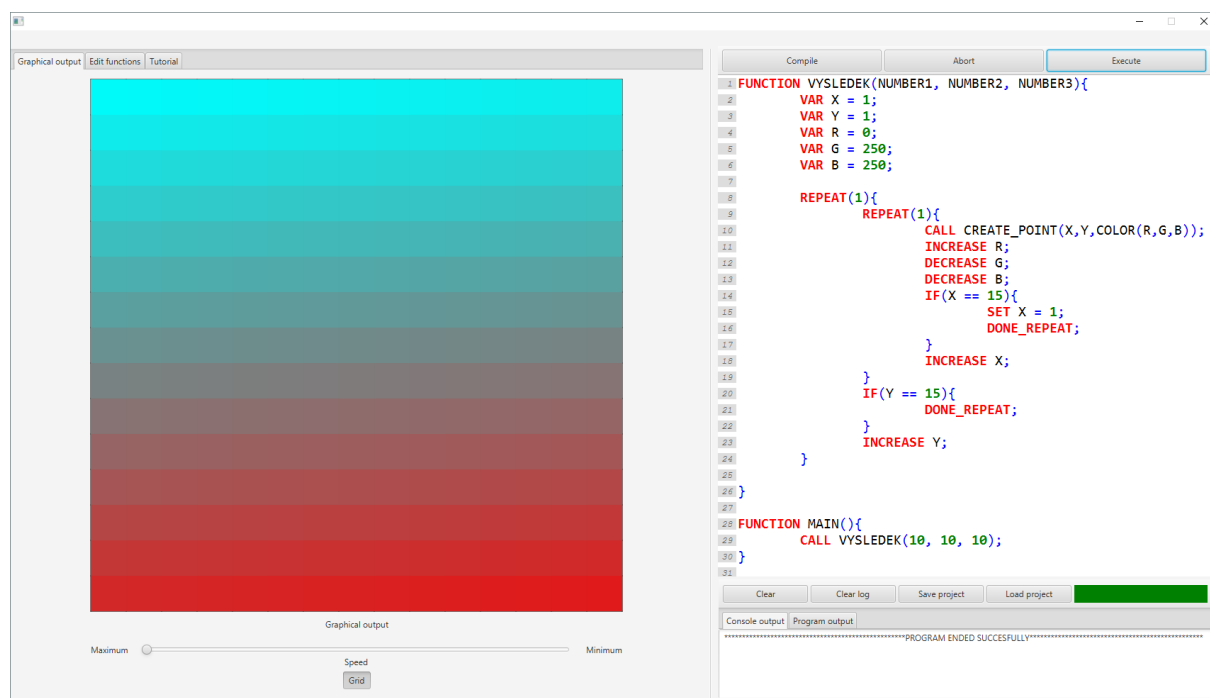 Graphical output Edit functions Tutorial
Compile Abort Execute
1 FUNCTION VYSLEDEK(NUMBER1, NUMBER2, NUMBER3){
2 VAR X = 1;
3 VAR Y = 1;
4 VAR R = 0;
5 VAR G = 250;
6 VAR B = 250;
7
8 REPEAT(1){
9 REPEAT(1){
10 CALL CREATE_POINT(X,Y,COLOR(R,G,B));
11 INCREASE R;
12 DECREASE G;
13 DECREASE B;
14 IF(X == 15){
15 SET X = 1;
16 DONE_REPEAT;
17 }
18 INCREASE X;
19 }
20 IF(Y == 15){
21 DONE_REPEAT;
22 }
23 INCREASE Y;
24 }
25
26 }
27
28 FUNCTION MAIN(){
29 CALL VYSLEDEK(10, 10, 10);
30 }
31
Clear Clear log Save project Load project
Console output Program output
***************************************************PROGRAM ENDED SUCCESFULLY*************************************************
Graphical output
Maximum Minimum
Speed
Grid